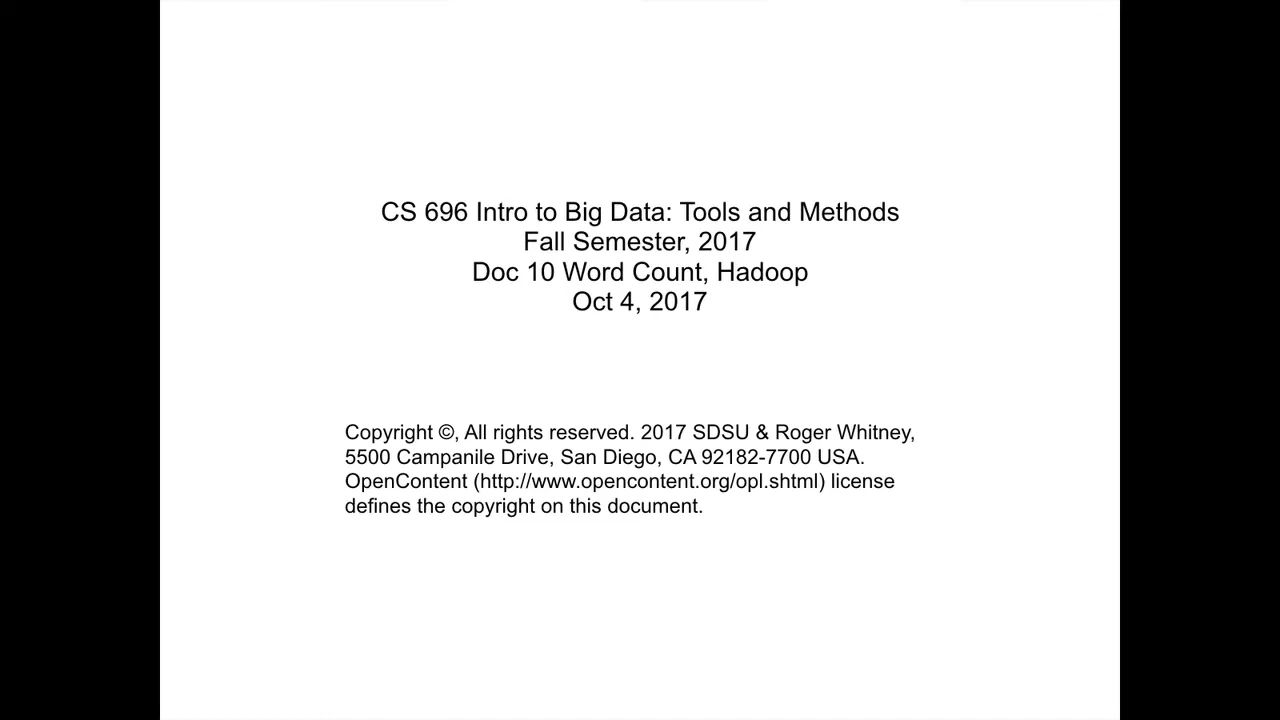 CS 696 Intro to Big Data: Tools and Methods
Fall Semester, 2017
Doc 10 Word Count, Hadoop
Oct 4, 2017
Copyright ©, All rights reserved. 2017 SDSU & Roger Whitney,
5500 Campanile Drive, San Diego, CA 92182-7700 USA.
OpenContent (http://www.opencontent.org/opl.shtml) license
defines the copyright on this document.